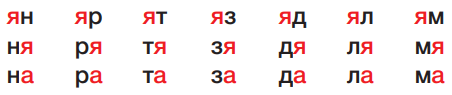 ян яр ят яз яд ял ям
ня ря тя зя дя ля мя
на ра та за да ла ма